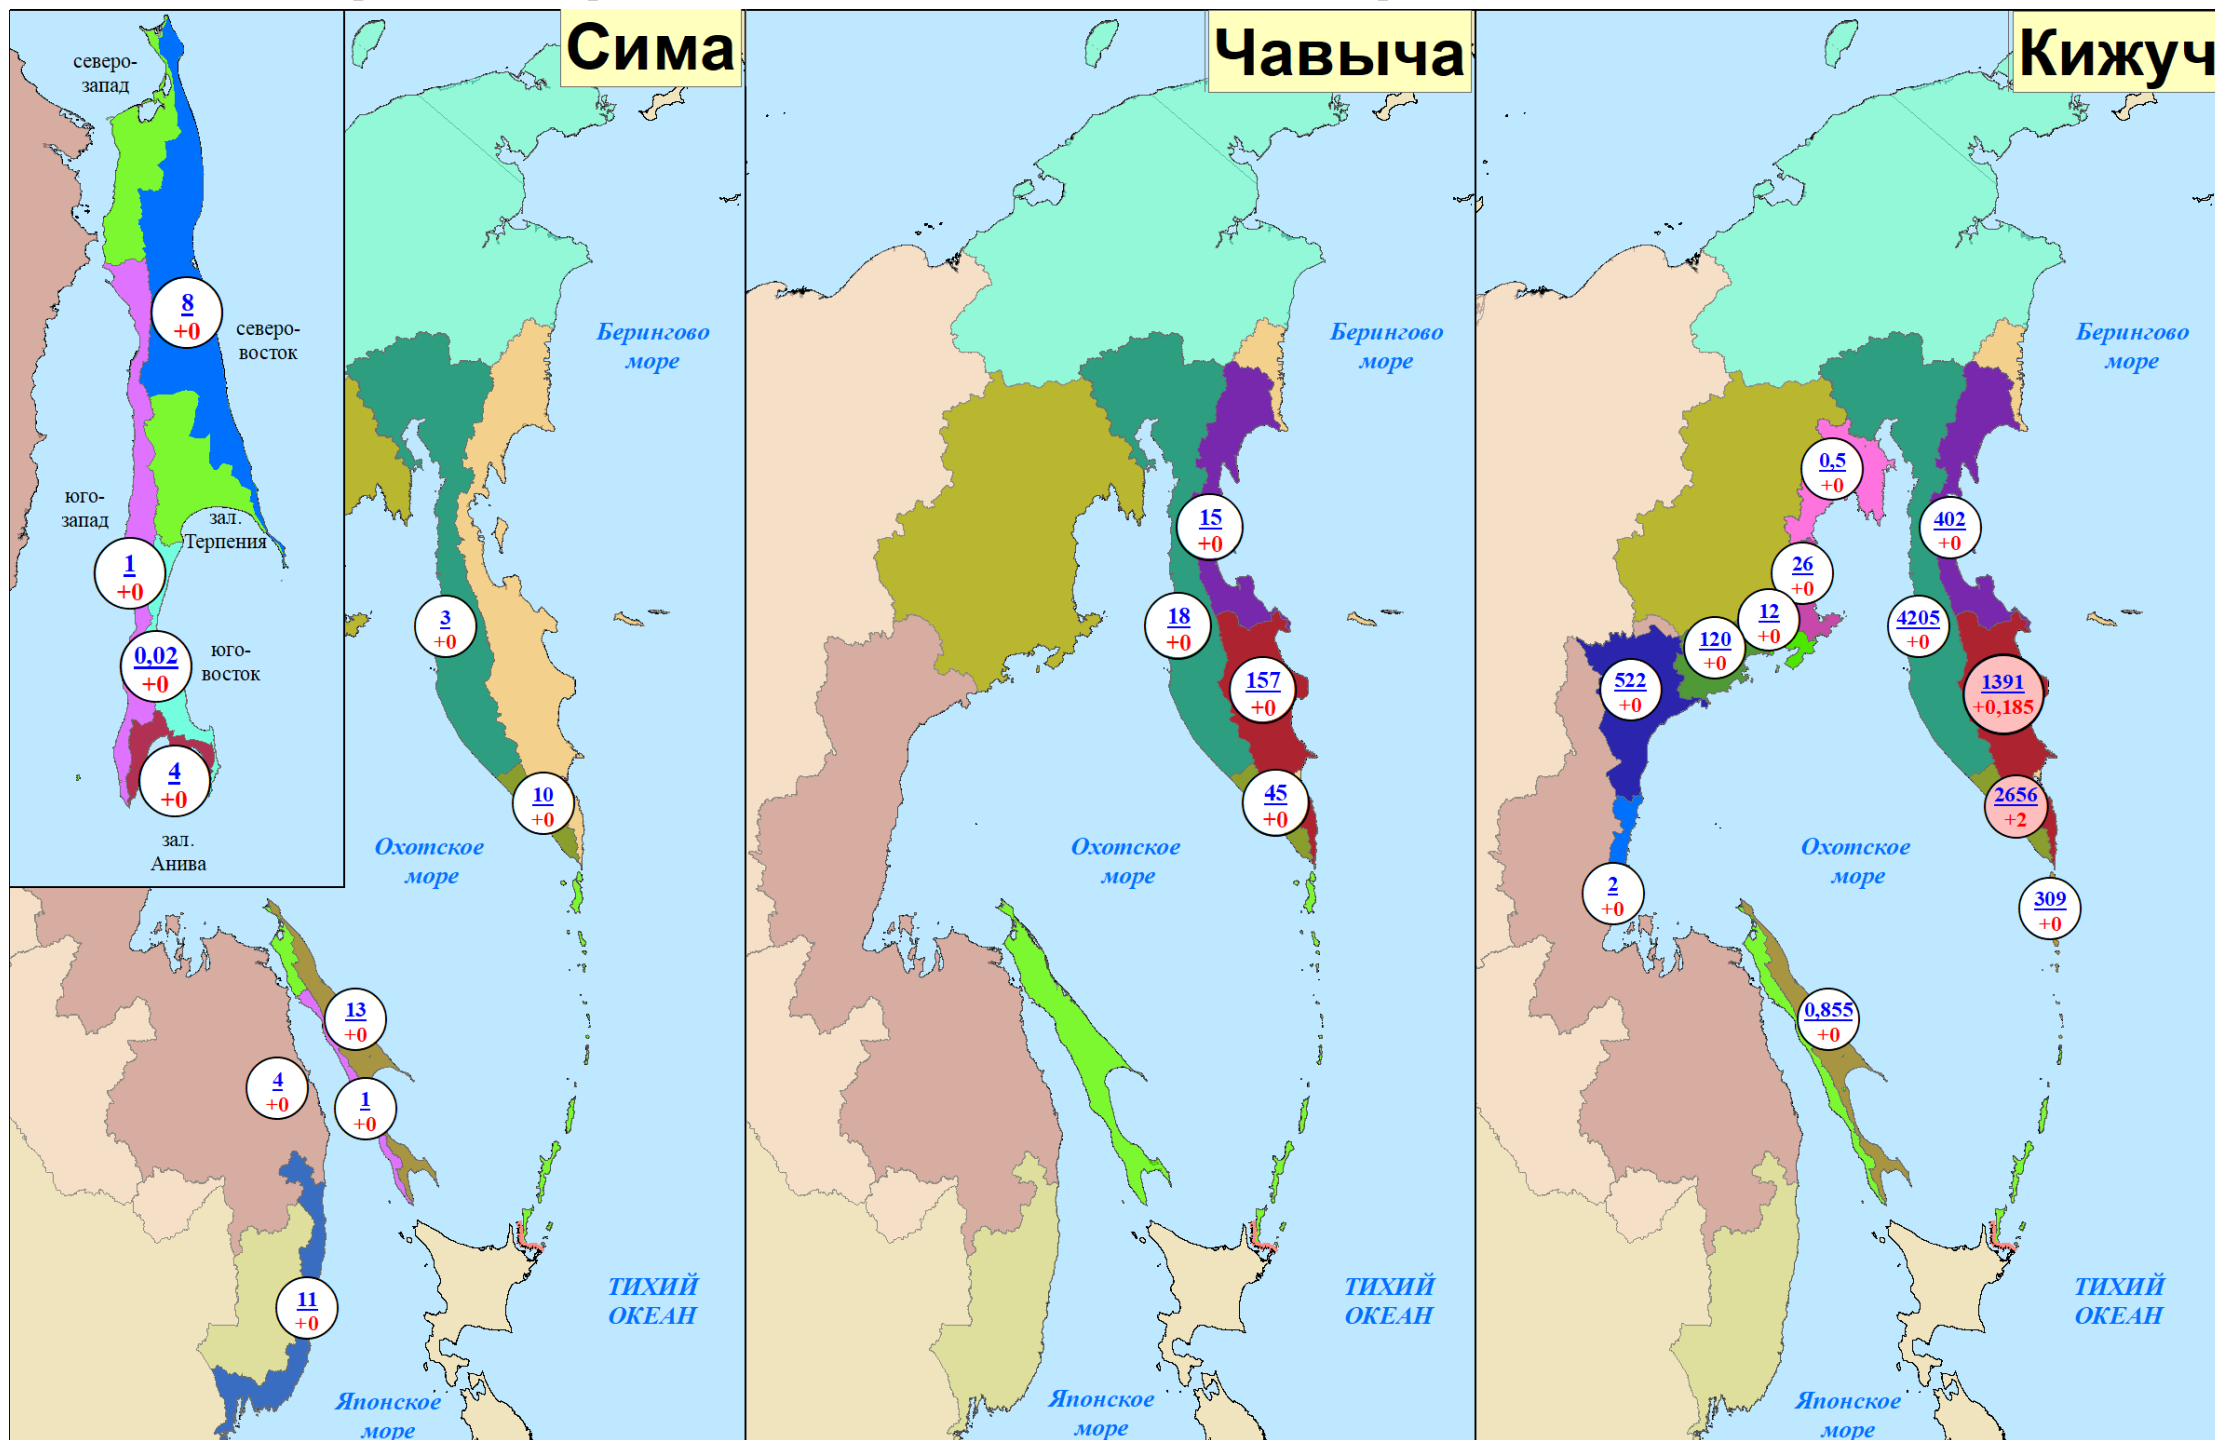 Сима
северо-
запад
8
+0
северо-
восток
юго-
запад
зал.
Терпения
1
+0
0,02
+0
юго-
восток
4
+0
зал.
Анива
Берингово
море
3
+0
10
+0
Охотское
море
13
+0
4
+0
1
+0
11
+0
ТИХИЙ
ОКЕАН
Японское
море
Чавыча
Берингово
море
15
+0
18
+0
157
+0
45
+0
Охотское
море
ТИХИЙ
ОКЕАН
Японское
море
Кижуч
Берингово
море
0,5
+0
402
+0
26
+0
12
+0
120
+0
4205
+0
522
+0
1391
+0,185
2656
+2
Охотское
море
2
+0
309
+0
0,855
+0
ТИХИЙ
ОКЕАН
Японское
море